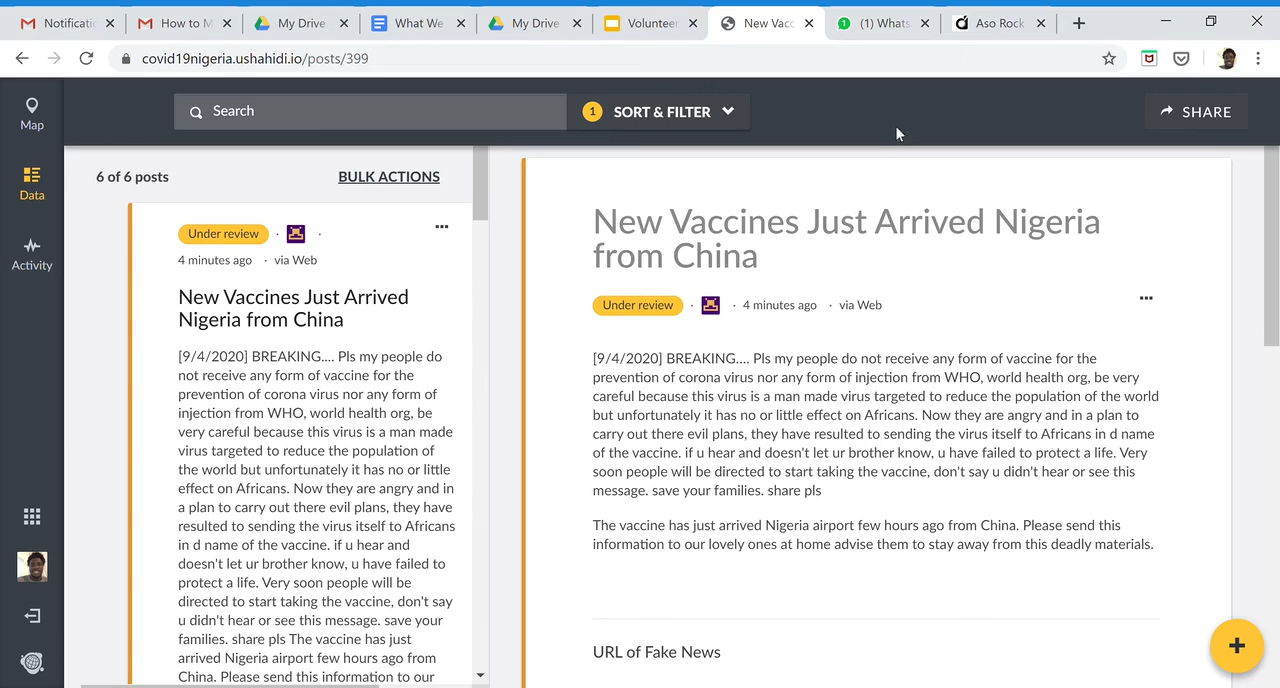 Notificatio
How to M
My Drive
What We
My Drive
Volunteer
New Vacc
(1) Whats
Aso Rock
covid19nigeria.ushahidi.io/posts/399
Map
Data
Activity
Search
1 SORT & FILTER
SHARE
6 of 6 posts
BULK ACTIONS
Under review
4 minutes ago · via Web
New Vaccines Just Arrived
Nigeria from China
[9/4/2020] BREAKING.... Pls my people do
not receive any form of vaccine for the
prevention of corona virus nor any form of
injection from WHO, world health org, be
very careful because this virus is a man made
virus targeted to reduce the population of
the world but unfortunately it has no or little
effect on Africans. Now they are angry and in
a plan to carry out there evil plans, they have
resulted to sending the virus itself to Africans
in d name of the vaccine. if u hear and
doesn't let ur brother know, u have failed to
protect a life. Very soon people will be
directed to start taking the vaccine, don't say
u didn't hear or see this message. save your
families. share pls The vaccine has just
arrived Nigeria airport few hours ago from
China. Please send this information to our
New Vaccines Just Arrived Nigeria
from China
Under review · · 4 minutes ago · via Web
[9/4/2020] BREAKING.... Pls my people do not receive any form of vaccine for the
prevention of corona virus nor any form of injection from WHO, world health org, be very
careful because this virus is a man made virus targeted to reduce the population of the world
but unfortunately it has no or little effect on Africans. Now they are angry and in a plan to
carry out there evil plans, they have resulted to sending the virus itself to Africans in d name
of the vaccine. if u hear and doesn't let ur brother know, u have failed to protect a life. Very
soon people will be directed to start taking the vaccine, don't say u didn't hear or see this
message. save your families. share pls
The vaccine has just arrived Nigeria airport few hours ago from China. Please send this
information to our lovely ones at home advise them to stay away from this deadly materials.
URL of Fake News